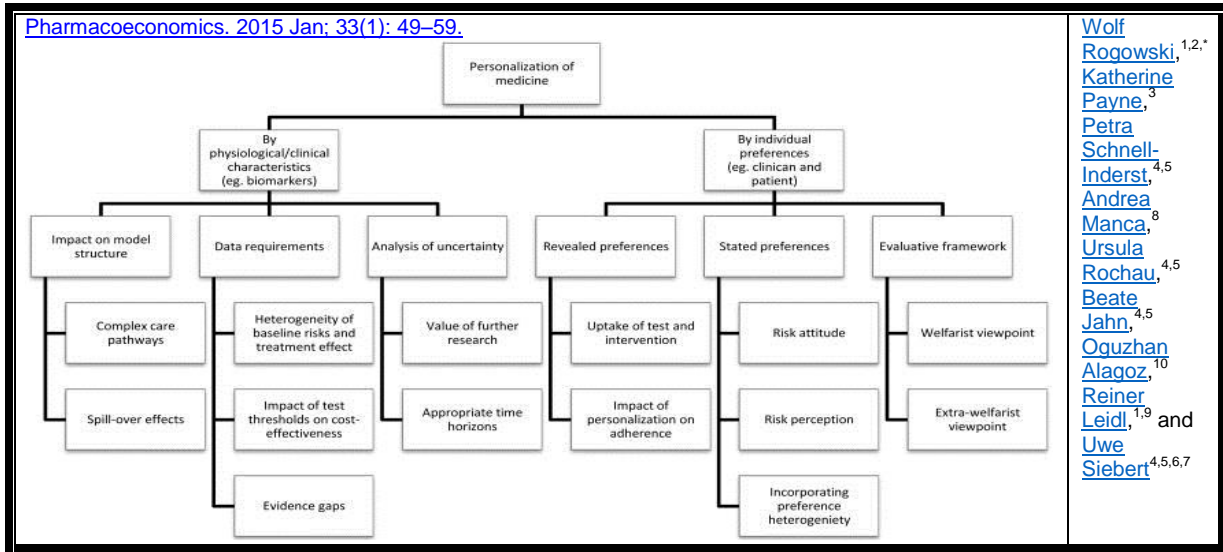 Pharmacoeconomics. 2015 Jan; 33(1): 49–59.
Personalization of
medicine
By
physiological/clinical
characteristics
(eg. biomarkers)
By individual
preferences
(eg. clinican and
patient)
Impact on model
structure
Data requirements
Analysis of uncertainty
Revealed preferences
Stated preferences
Evaluative framework
Complex care
pathways
Heterogeneity of
baseline risks and
treatment effect
Value of further
research
Uptake of test and
intervention
Risk attitude
Welfarist viewpoint
Spill-over effects
Impact of test
thresholds on cost-
effectiveness
Appropriate time
horizons
Impact of
personalization on
adherence
Risk perception
Extra-welfarist
viewpoint
Evidence gaps
Incorporating
preference
heterogeniety
Wolf
Rogowski,1,2,*
Katherine
Payne,3
Petra
Schnell-
Inderst,4,5
Andrea
Manca,8
Ursula
Rochau,4,5
Beate
Jahn,4,5
Oguzhan
Alagoz,10
Reiner
Leidl,1,9 and
Uwe
Siebert4,5,6,7